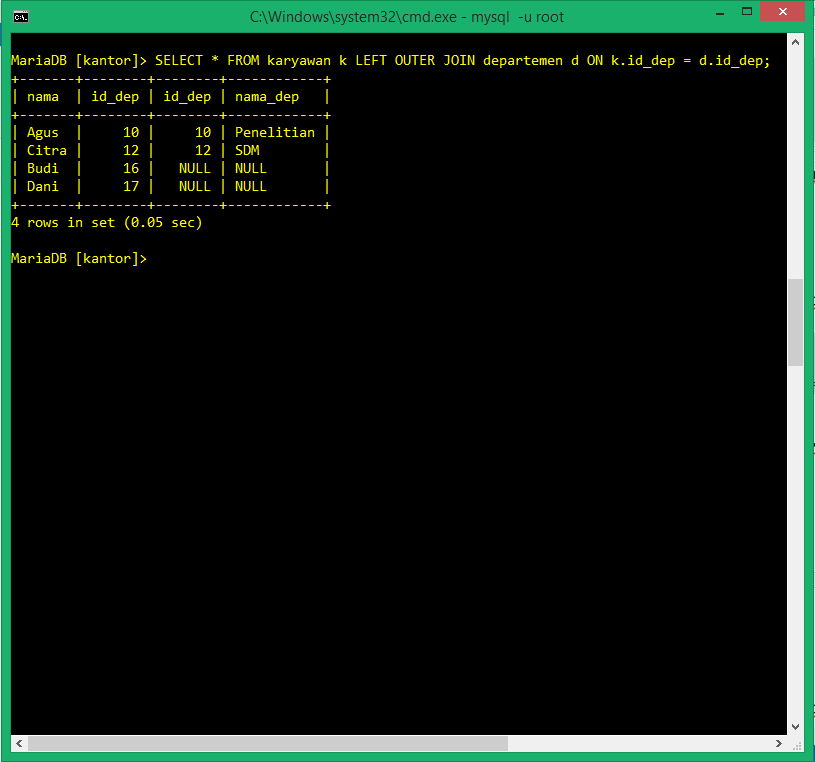 C:\Windows\system32\cmd.exe - mysql  -u root
MariaDB [kantor]> SELECT * FROM karyawan k LEFT OUTER JOIN departemen d ON k.id_dep = d.id_dep;
+-------+--------+--------+------------+
| nama  | id_dep | id_dep | nama_dep   |
+-------+--------+--------+------------+
| Agus  |     10 |     10 | Penelitian |
| Citra |     12 |     12 | SDM        |
| Budi  |     16 |   NULL | NULL       |
| Dani  |     17 |   NULL | NULL       |
+-------+--------+--------+------------+
4 rows in set (0.05 sec)
MariaDB [kantor]>